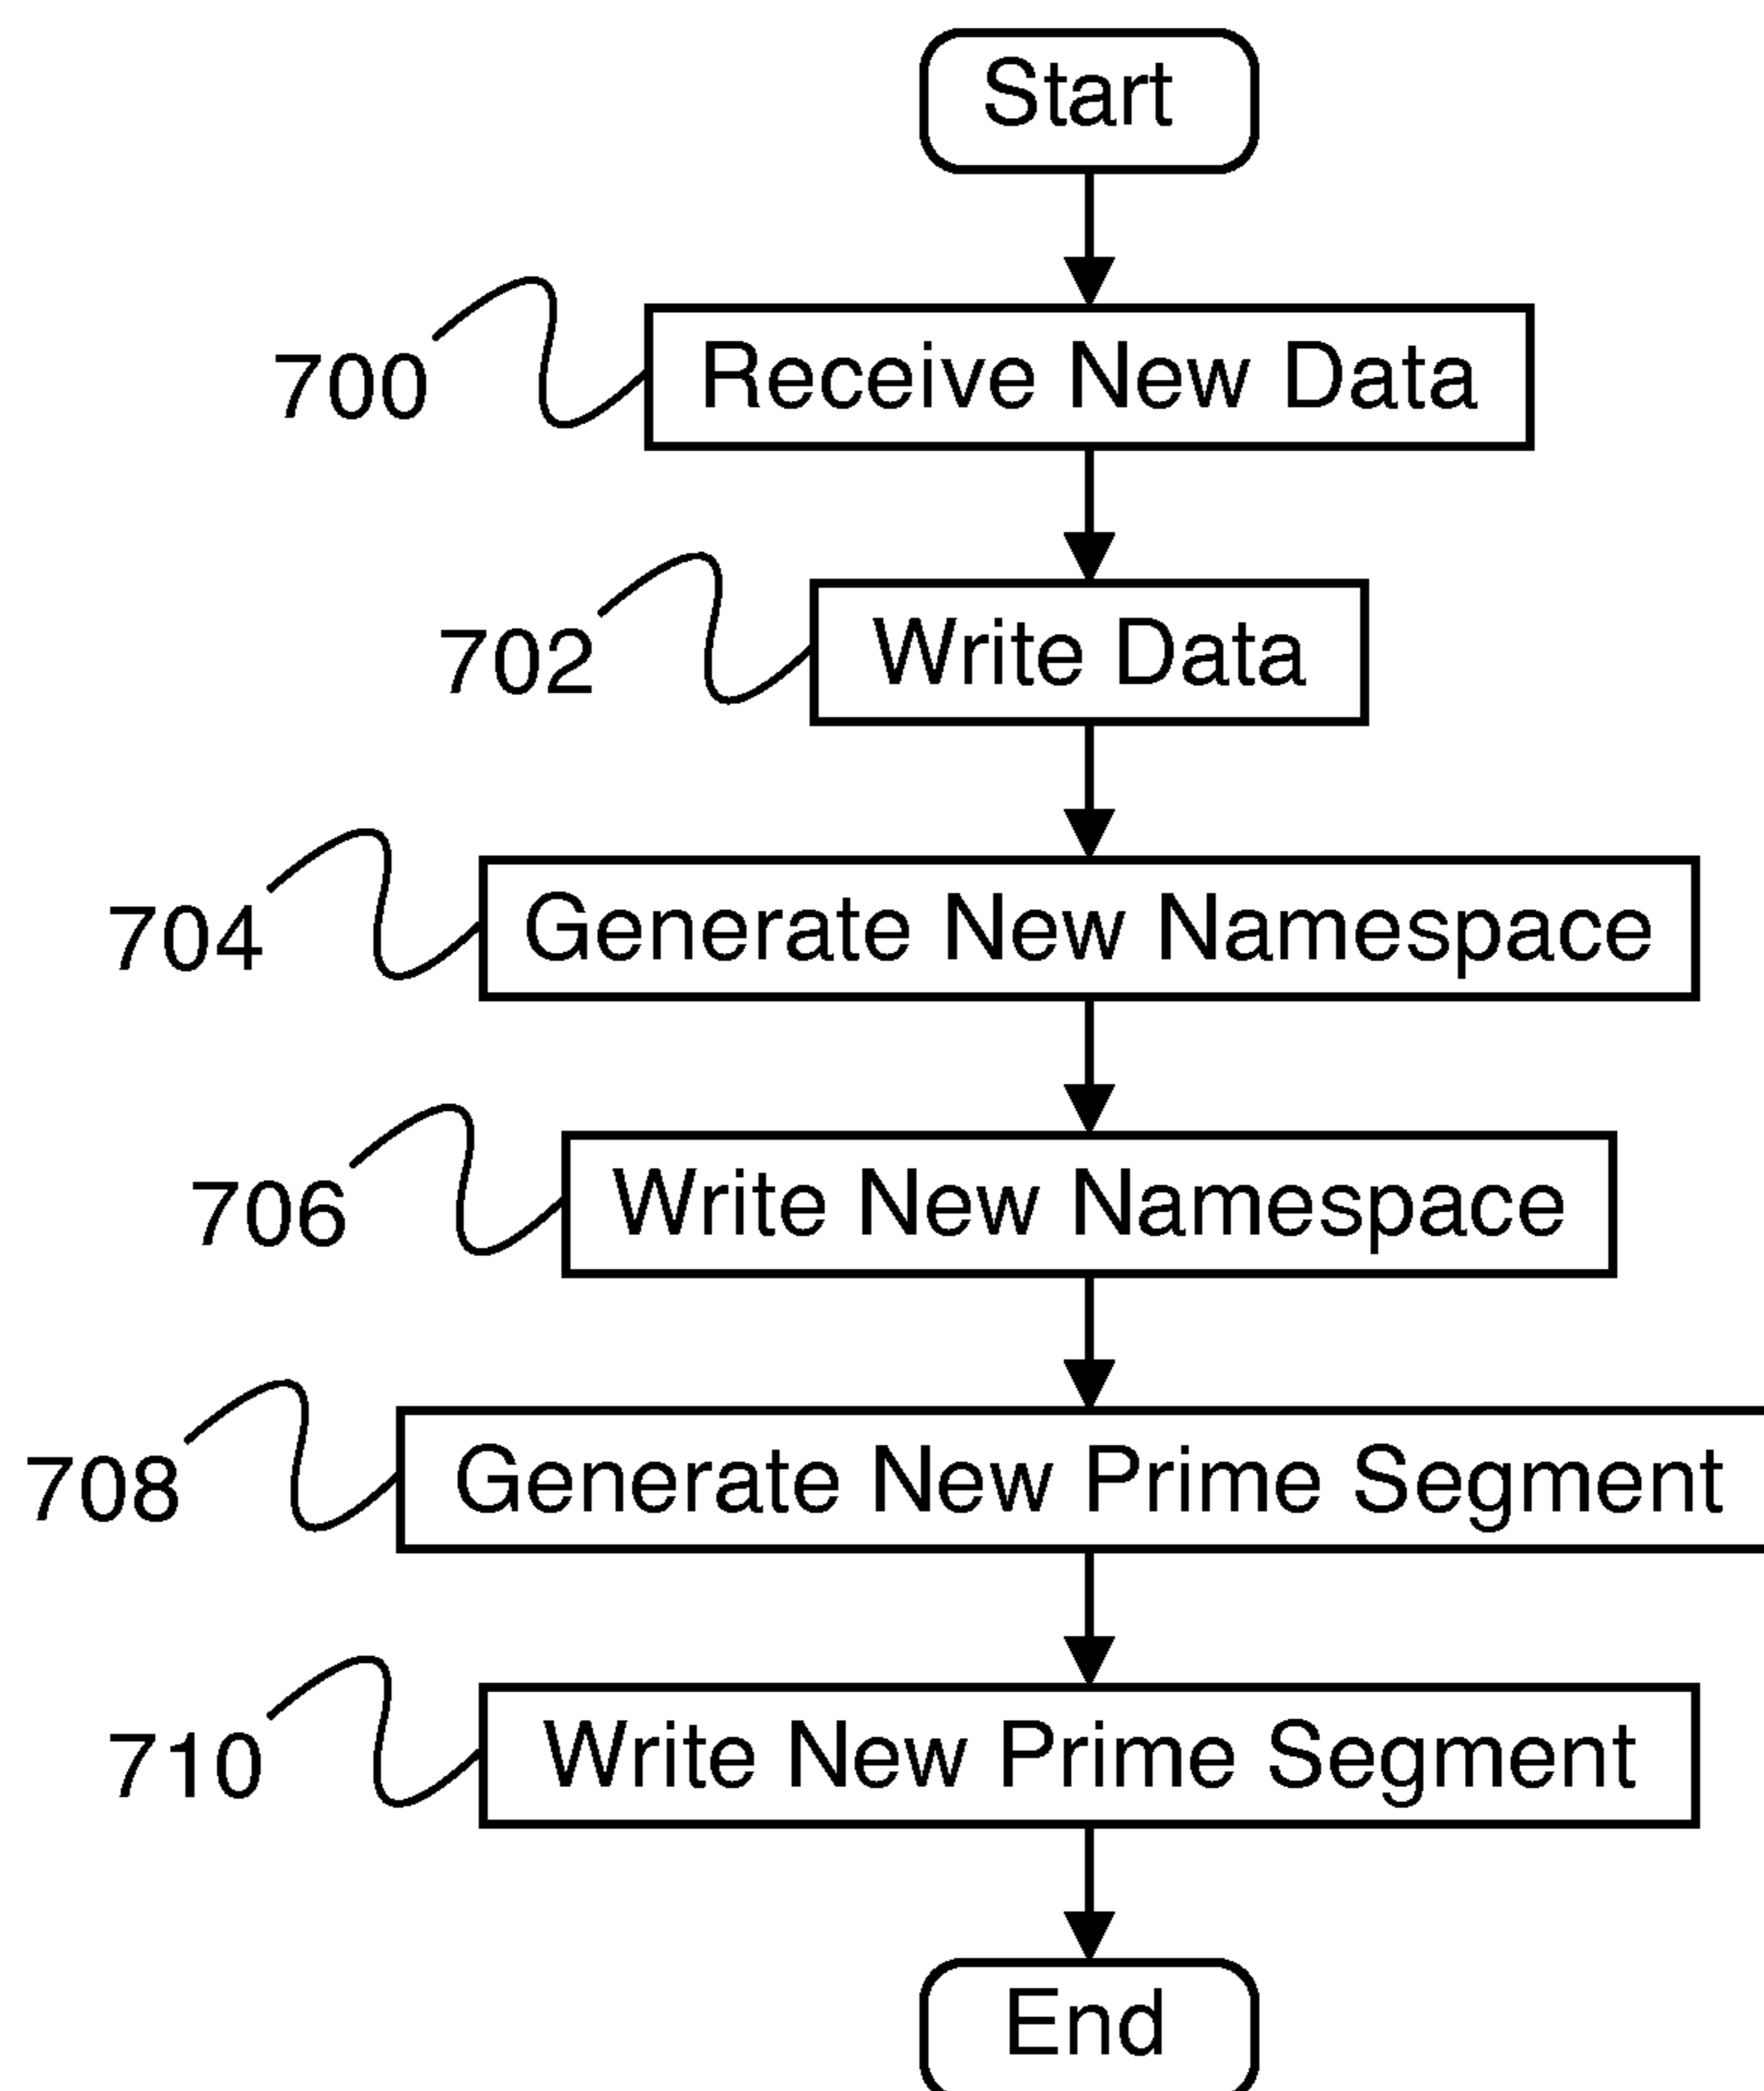 Start
700
Receive New Data
702
Write Data
704
Generate New Namespace
706
Write New Namespace
708
Generate New Prime Segment
710
Write New Prime Segment
End